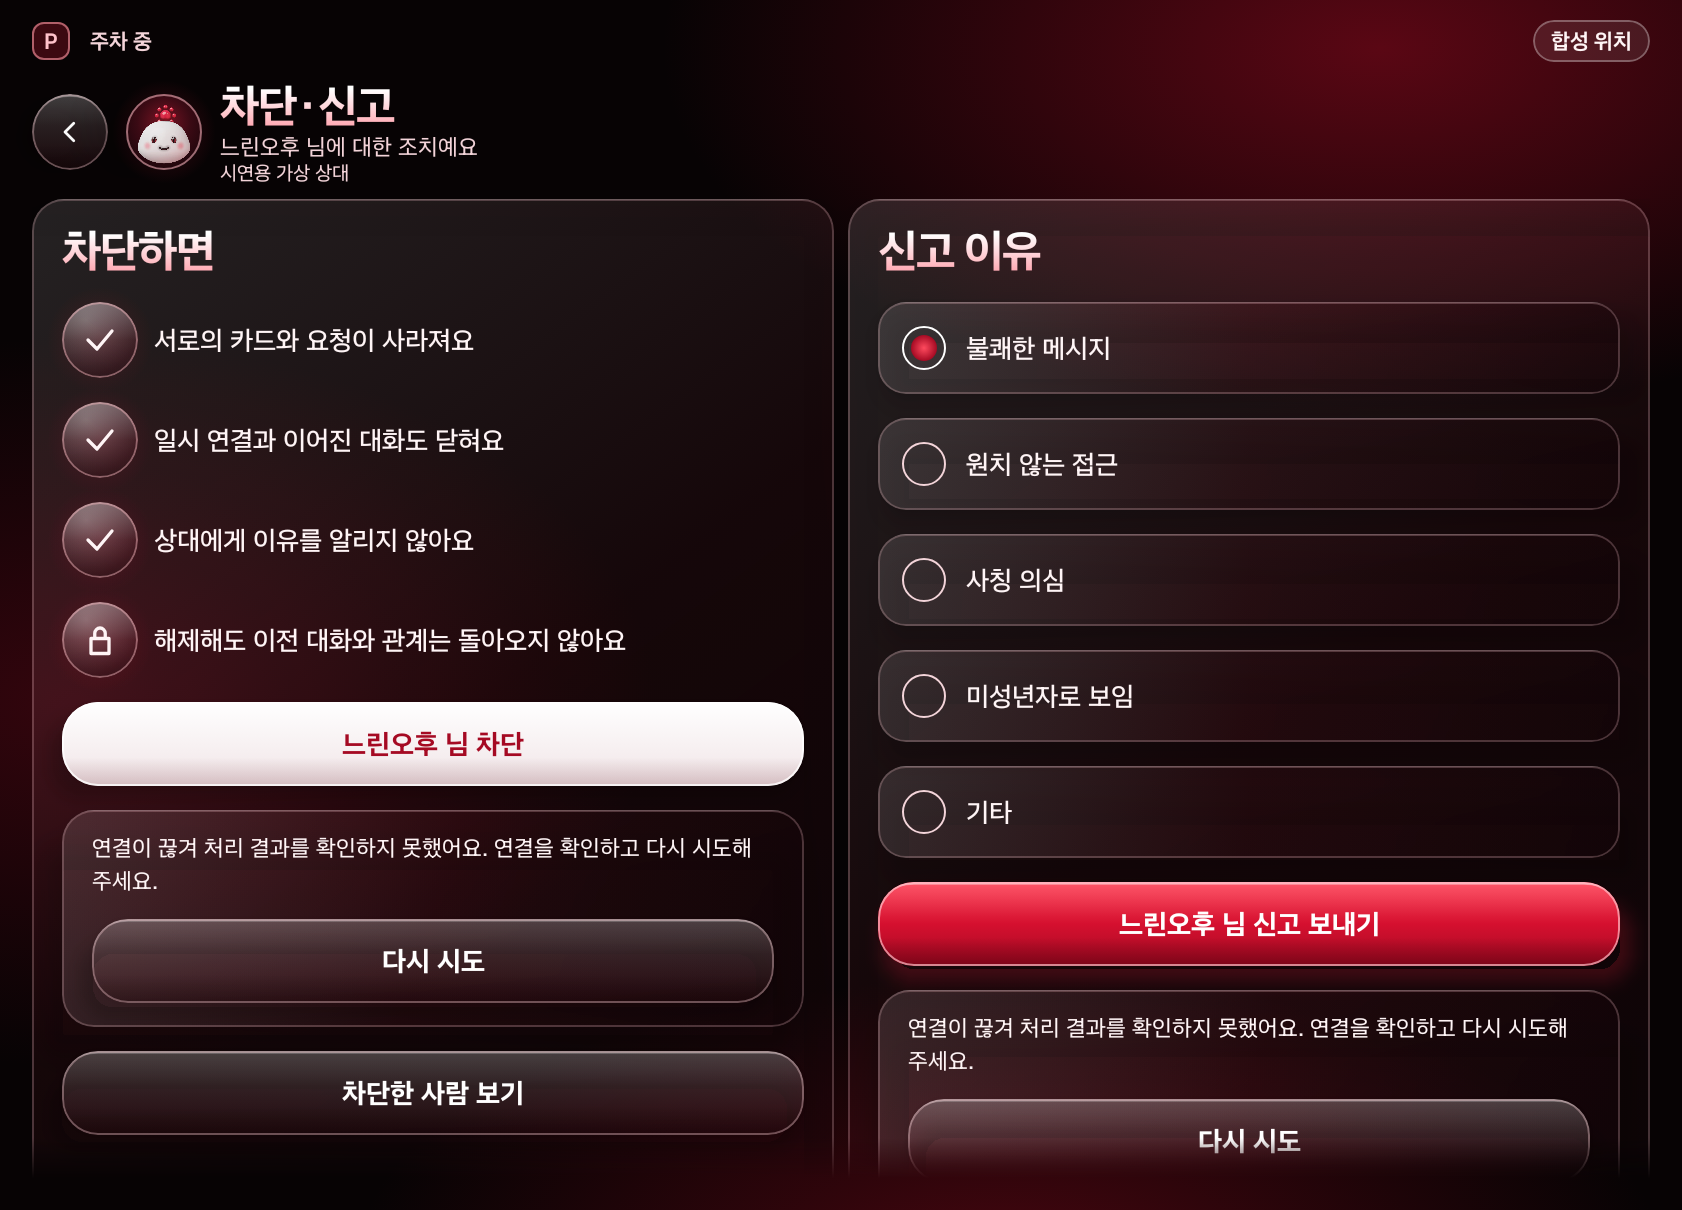 P 주차 중
합성 위치
차단·신고
느린오후 님에 대한 조치예요
시연용 가상 상대
차단하면
서로의 카드와 요청이 사라져요
일시 연결과 이어진 대화도 닫혀요
상대에게 이유를 알리지 않아요
해제해도 이전 대화와 관계는 돌아오지 않아요
느린오후 님 차단
연결이 끊겨 처리 결과를 확인하지 못했어요. 연결을 확인하고 다시 시도해
주세요.
다시 시도
차단한 사람 보기
신고 이유
불쾌한 메시지
원치 않는 접근
사칭 의심
미성년자로 보임
기타
느린오후 님 신고 보내기
연결이 끊겨 처리 결과를 확인하지 못했어요. 연결을 확인하고 다시 시도해
주세요.
다시 시도